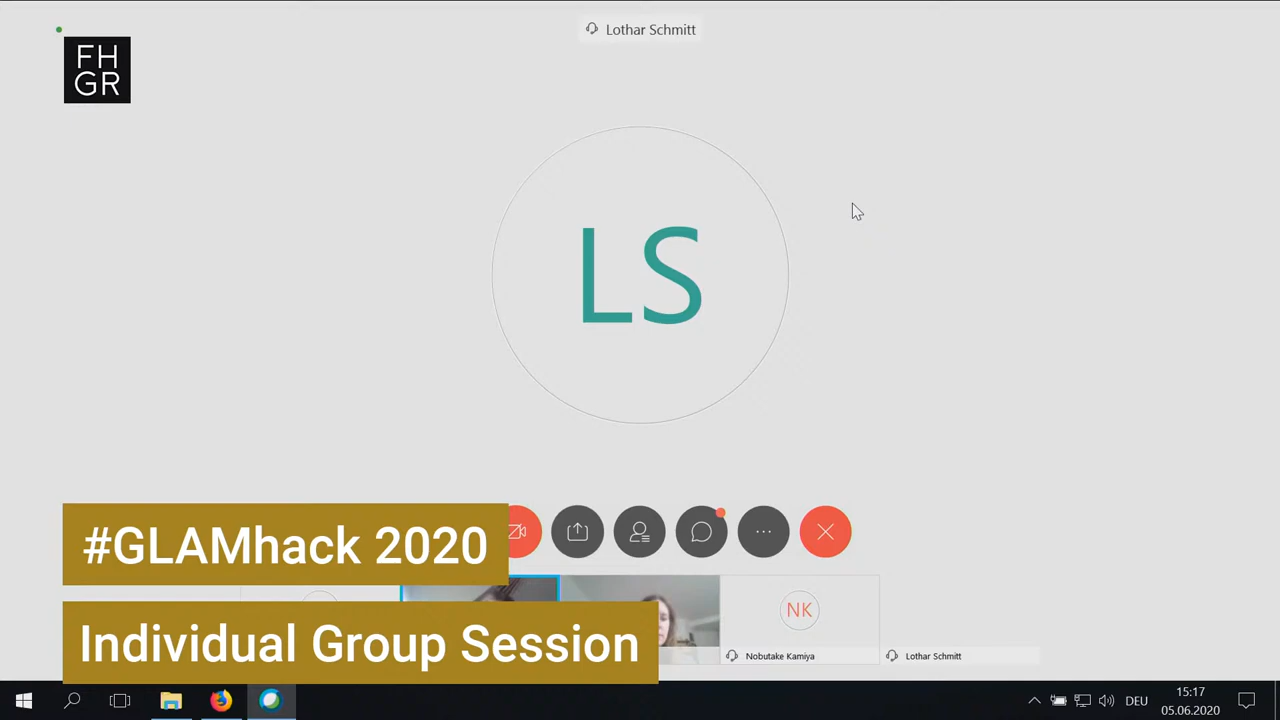 Lothar Schmitt
FH
GR
LS
#GLAMhack 2020
Individual Group Session
NK
Nobutake Kamiya
Lothar Schmitt
DEU
15:17
05.06.2020